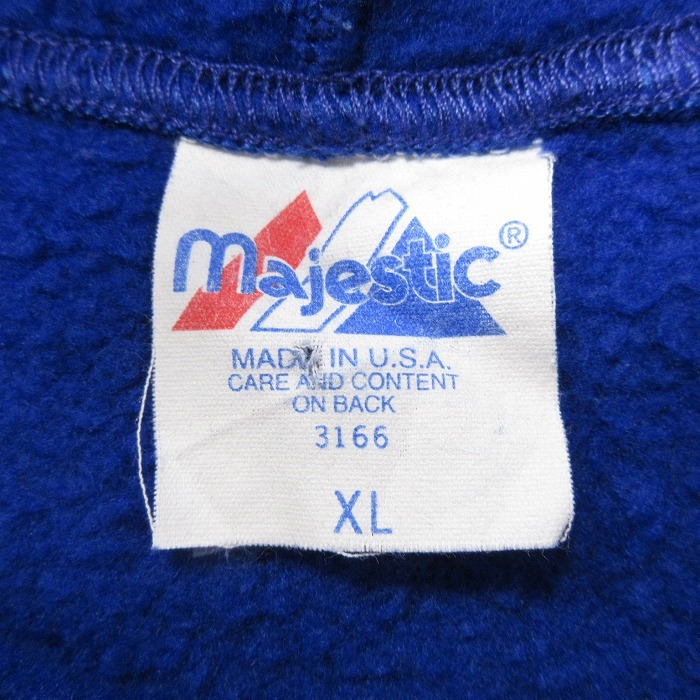 majestic®
MADE IN U.S.A.
CARE AND CONTENT
ON BACK
3166
XL